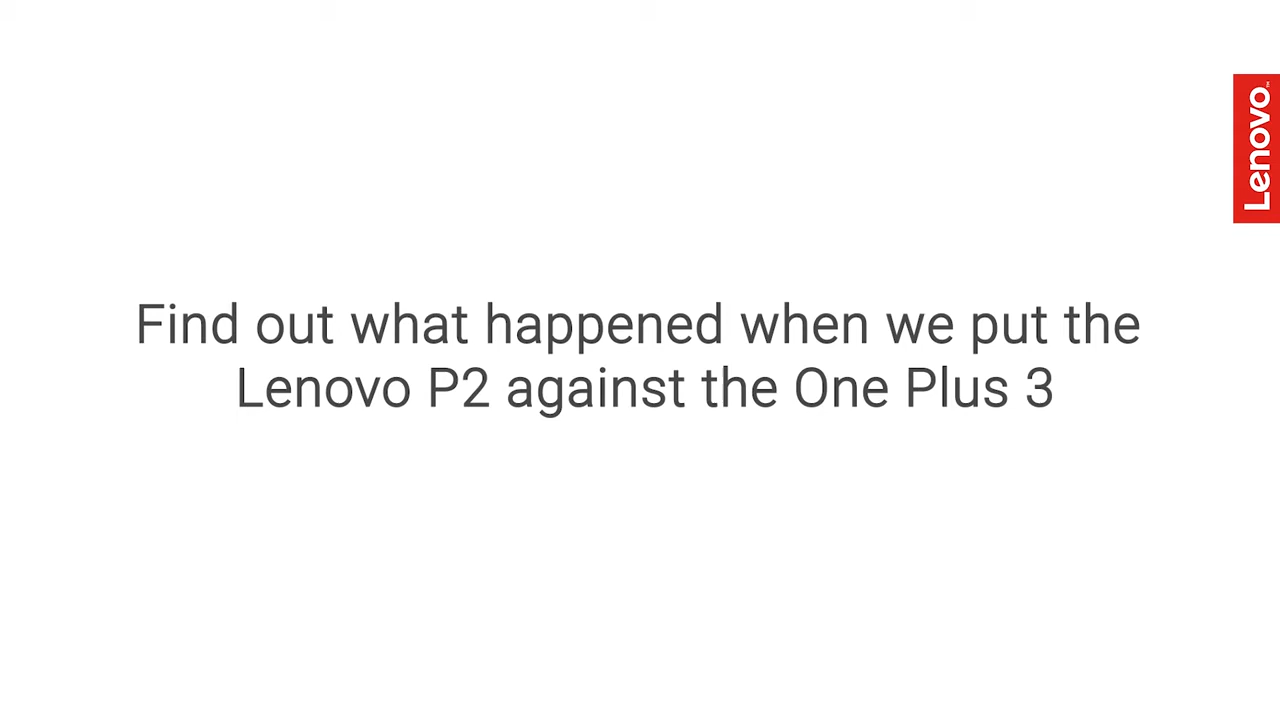 Lenovo
Find out what happened when we put the
Lenovo P2 against the One Plus 3